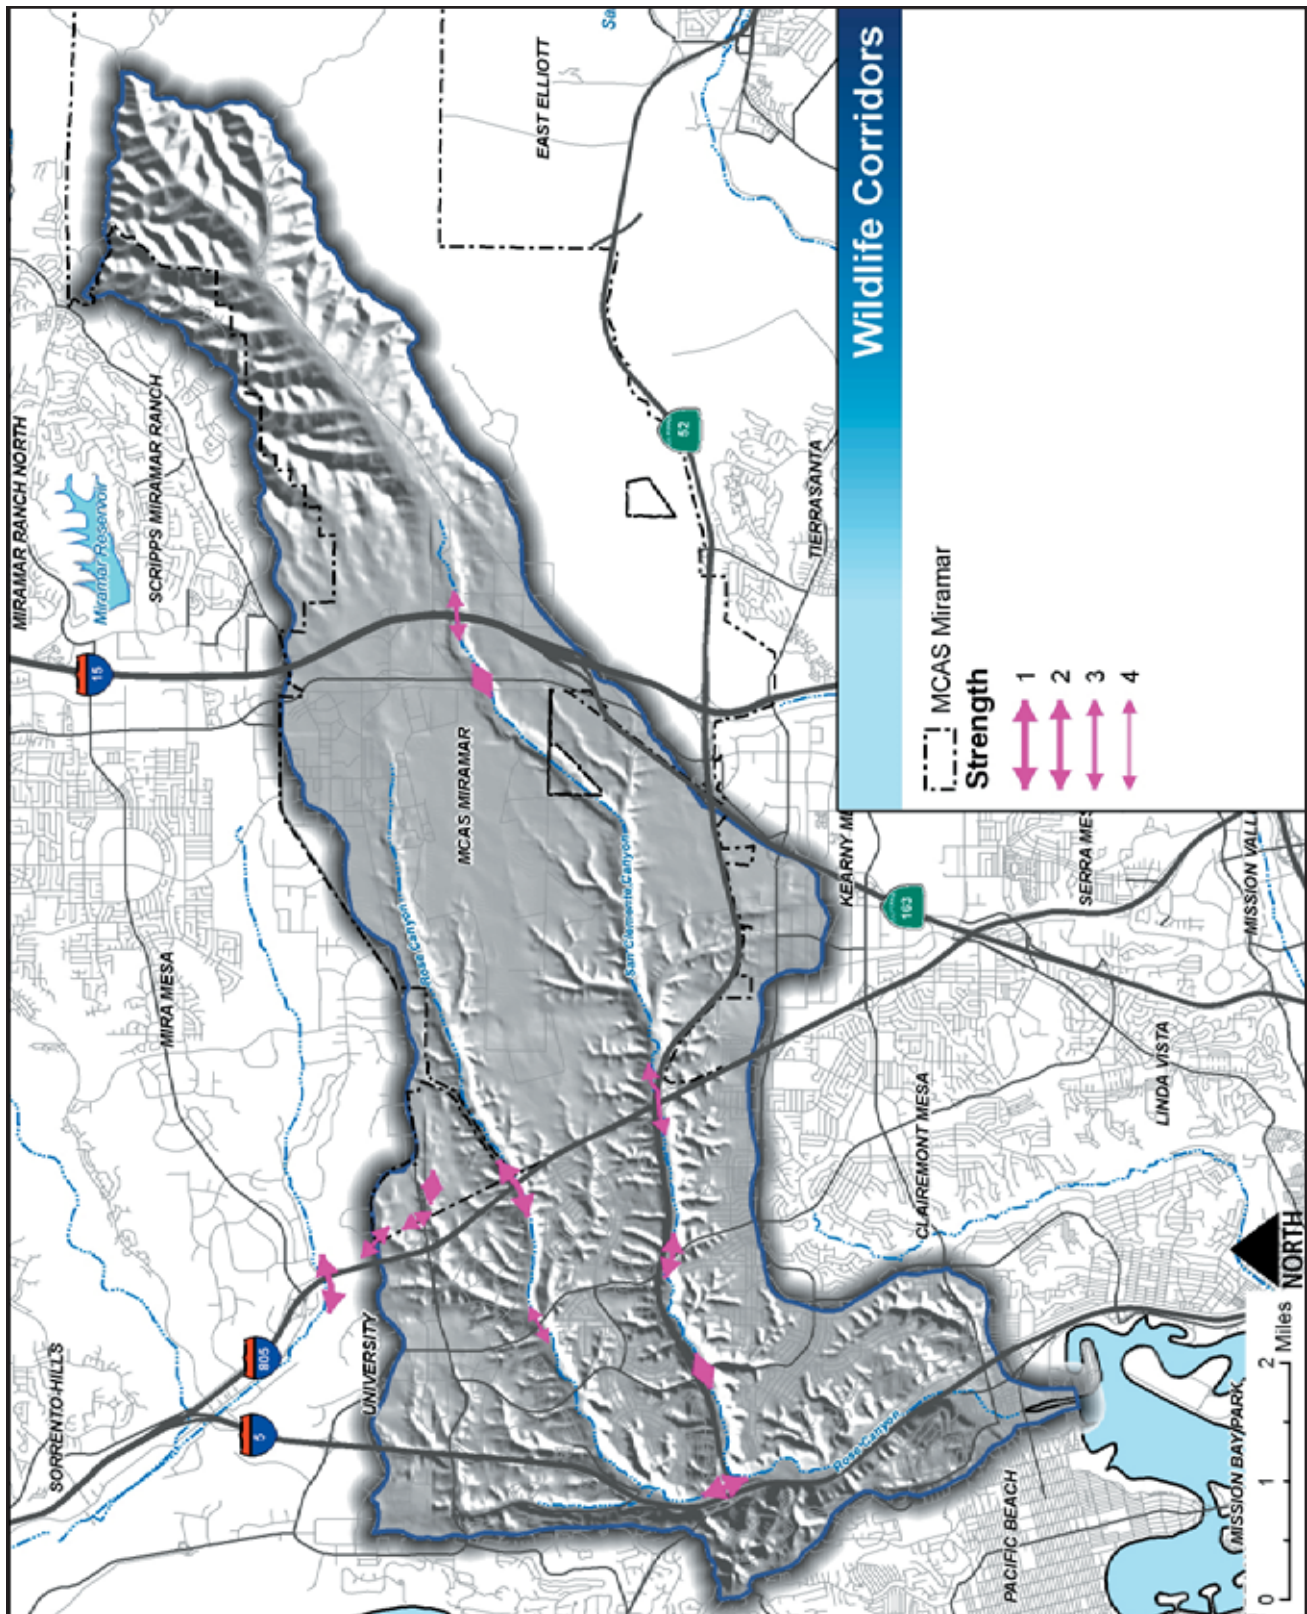 Wildlife Corridors
MCAS Miramar
Strength
1
2
3
4
MIRAMAR RANCH NORTH
Miramar Reservoir
SCRIPPS MIRAMAR RANCH
EAST ELLIOTT
Sa
15
52
TIERRASANTA
MCAS MIRAMAR
MIRA MESA
Rose Canyon
San Clemente Canyon
KEARNY ME
163
SERRA MES
MISSION VALL
LINDA VISTA
CLAIREMONT MESA
SORRENTO HILLS
805
5
UNIVERSITY
Rose Canyon
PACIFIC BEACH
MISSION BAY PARK
NORTH
0 1 2 Miles